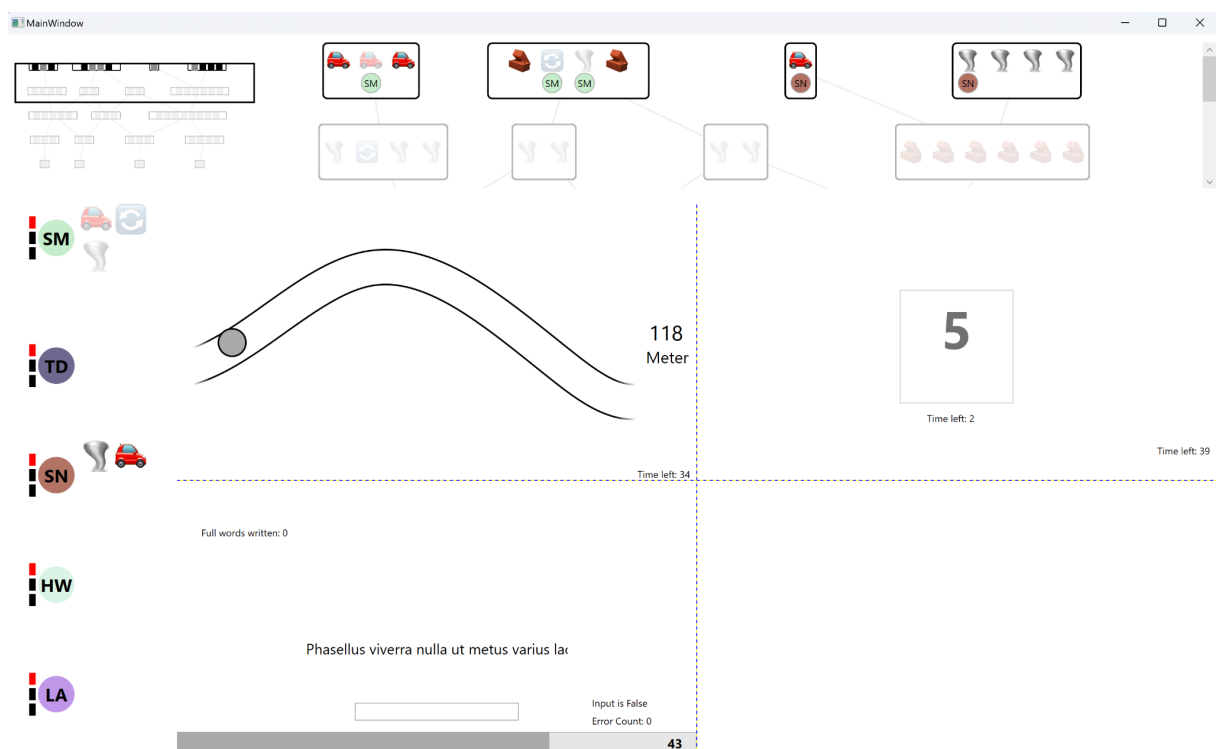 MainWindow
SM
SM
SM
SN
SN
SM
TD
SN
HW
LA
118
Meter
Time left: 34
5
Time left: 2
Time left: 39
Full words written: 0
Phasellus viverra nulla ut metus varius lac
Input is False
Error Count: 0
43